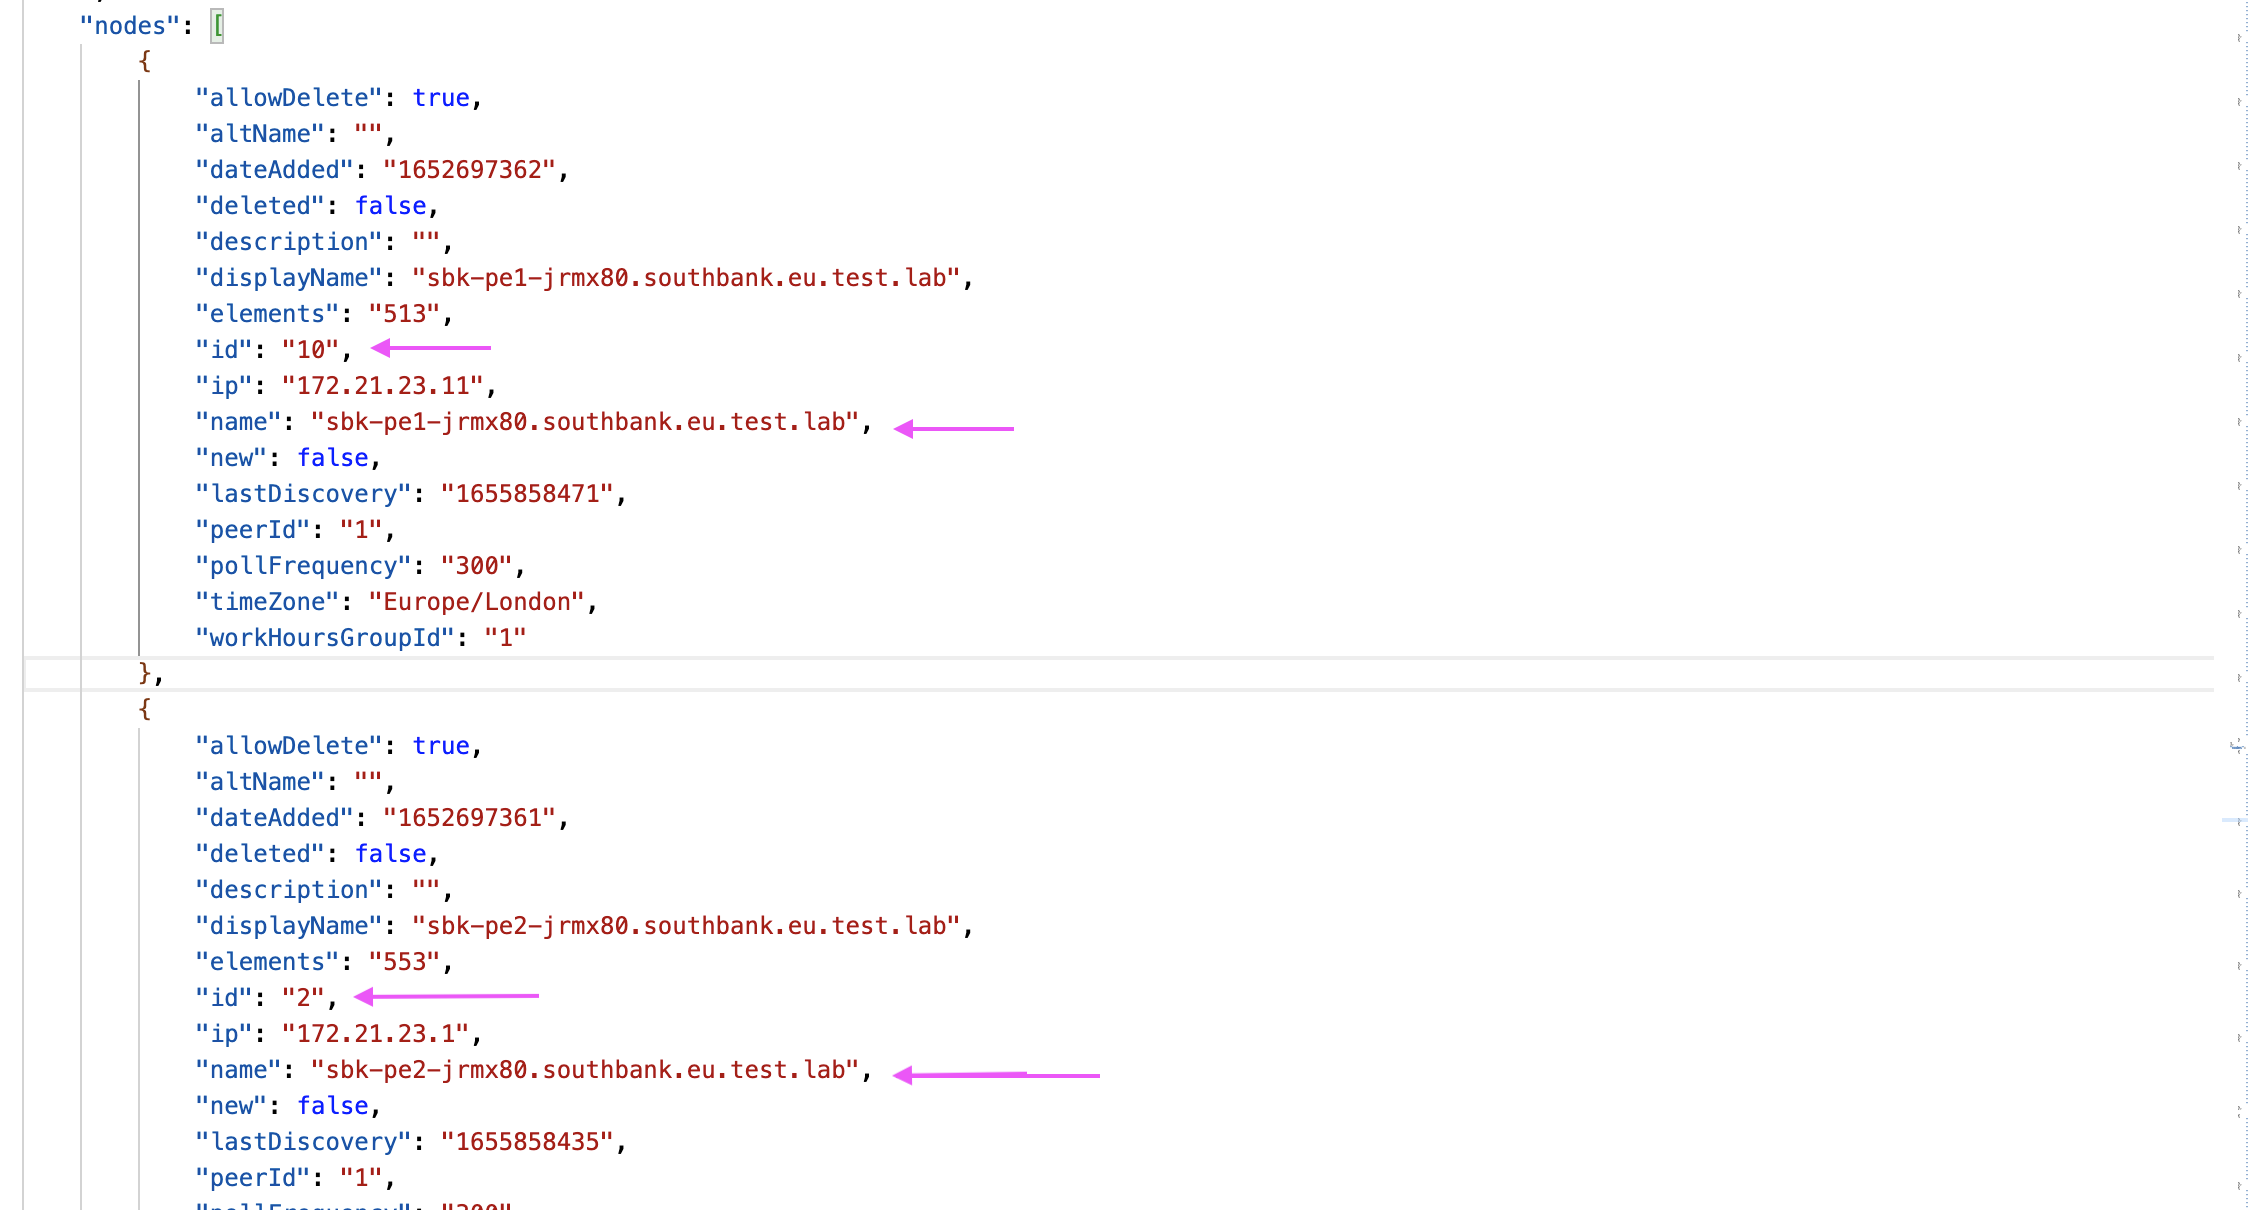 "nodes": [
{
"allowDelete": true,
"altName": "",
"dateAdded": "1652697362",
"deleted": false,
"description": "",
"displayName": "sbk-pe1-jrmx80.southbank.eu.test.lab",
"elements": "513",
"id": "10",
"ip": "172.21.23.11",
"name": "sbk-pe1-jrmx80.southbank.eu.test.lab",
"new": false,
"lastDiscovery": "1655858471",
"peerId": "1",
"pollFrequency": "300",
"timeZone": "Europe/London",
"workHoursGroupId": "1"
},
{
"allowDelete": true,
"altName": "",
"dateAdded": "1652697361",
"deleted": false,
"description": "",
"displayName": "sbk-pe2-jrmx80.southbank.eu.test.lab",
"elements": "553",
"id": "2",
"ip": "172.21.23.1",
"name": "sbk-pe2-jrmx80.southbank.eu.test.lab",
"new": false,
"lastDiscovery": "1655858435",
"peerId": "1",